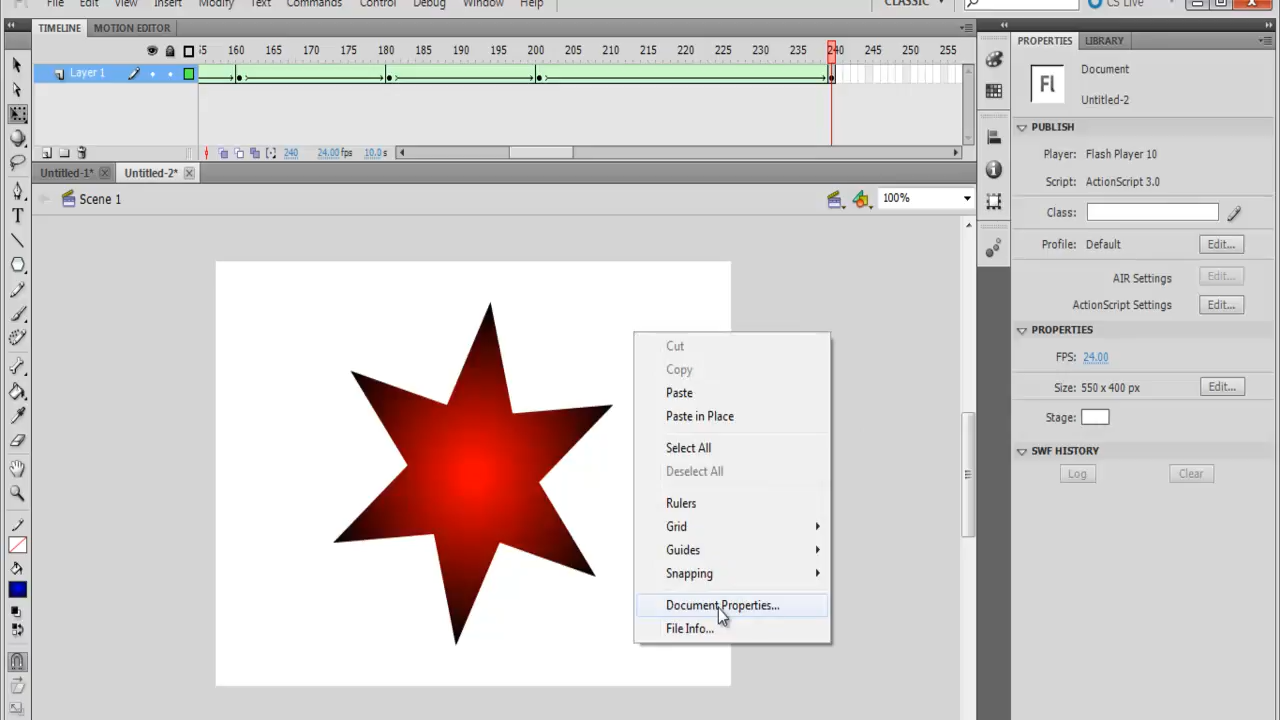 File Edit View Insert Modify Text Commands Control Debug Window Help CLASSIC CS Live
TIMELINE MOTION EDITOR
160 165 170 175 180 185 190 195 200 205 210 215 220 225 230 235 240 245 250 255
Layer 1
240 24.00 fps 10.0 s
Untitled-1* Untitled-2*
Scene 1 100%
Cut
Copy
Paste
Paste in Place
Select All
Deselect All
Rulers
Grid
Guides
Snapping
Document Properties...
File Info...
PROPERTIES LIBRARY
Fl Document
Untitled-2
PUBLISH
Player: Flash Player 10
Script: ActionScript 3.0
Class:
Profile: Default Edit...
AIR Settings Edit...
ActionScript Settings Edit...
PROPERTIES
FPS: 24.00
Size: 550 x 400 px Edit...
Stage:
SWF HISTORY
Log Clear